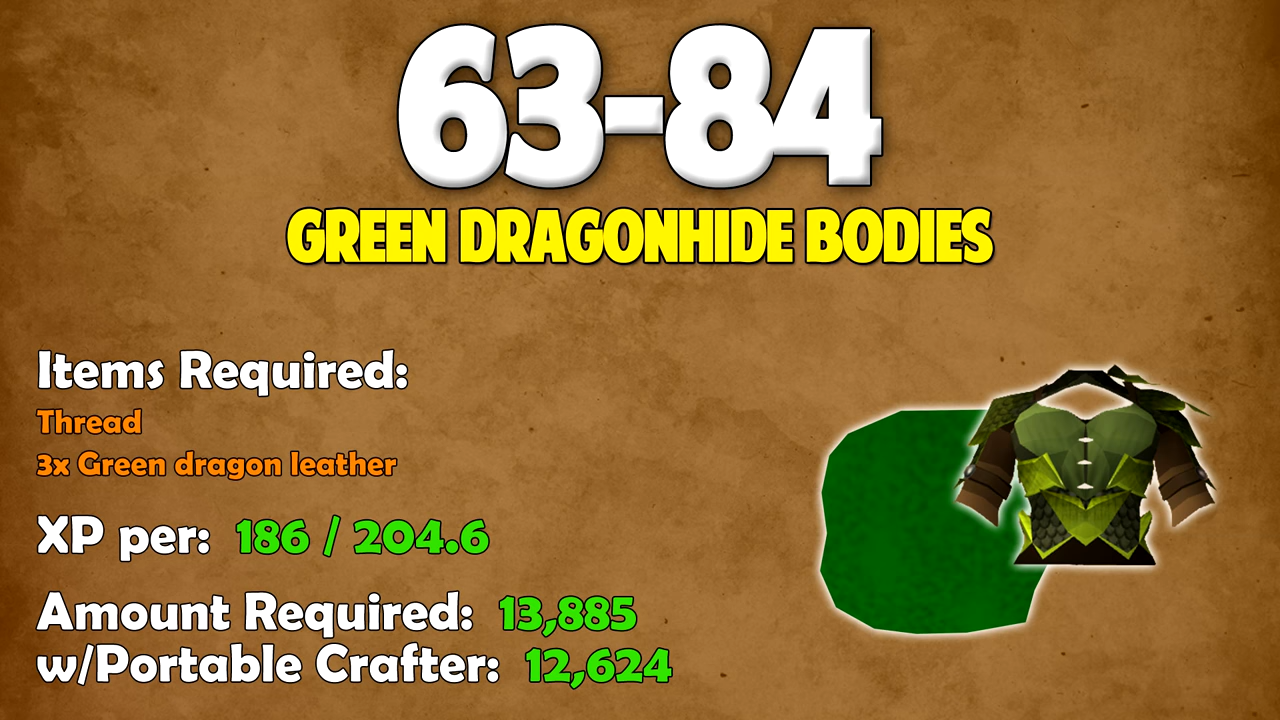 63-84
GREEN DRAGONHIDE BODIES
Items Required:
Thread
3x Green dragon leather
XP per: 186 / 204.6
Amount Required: 13,885
w/Portable Crafter: 12,624